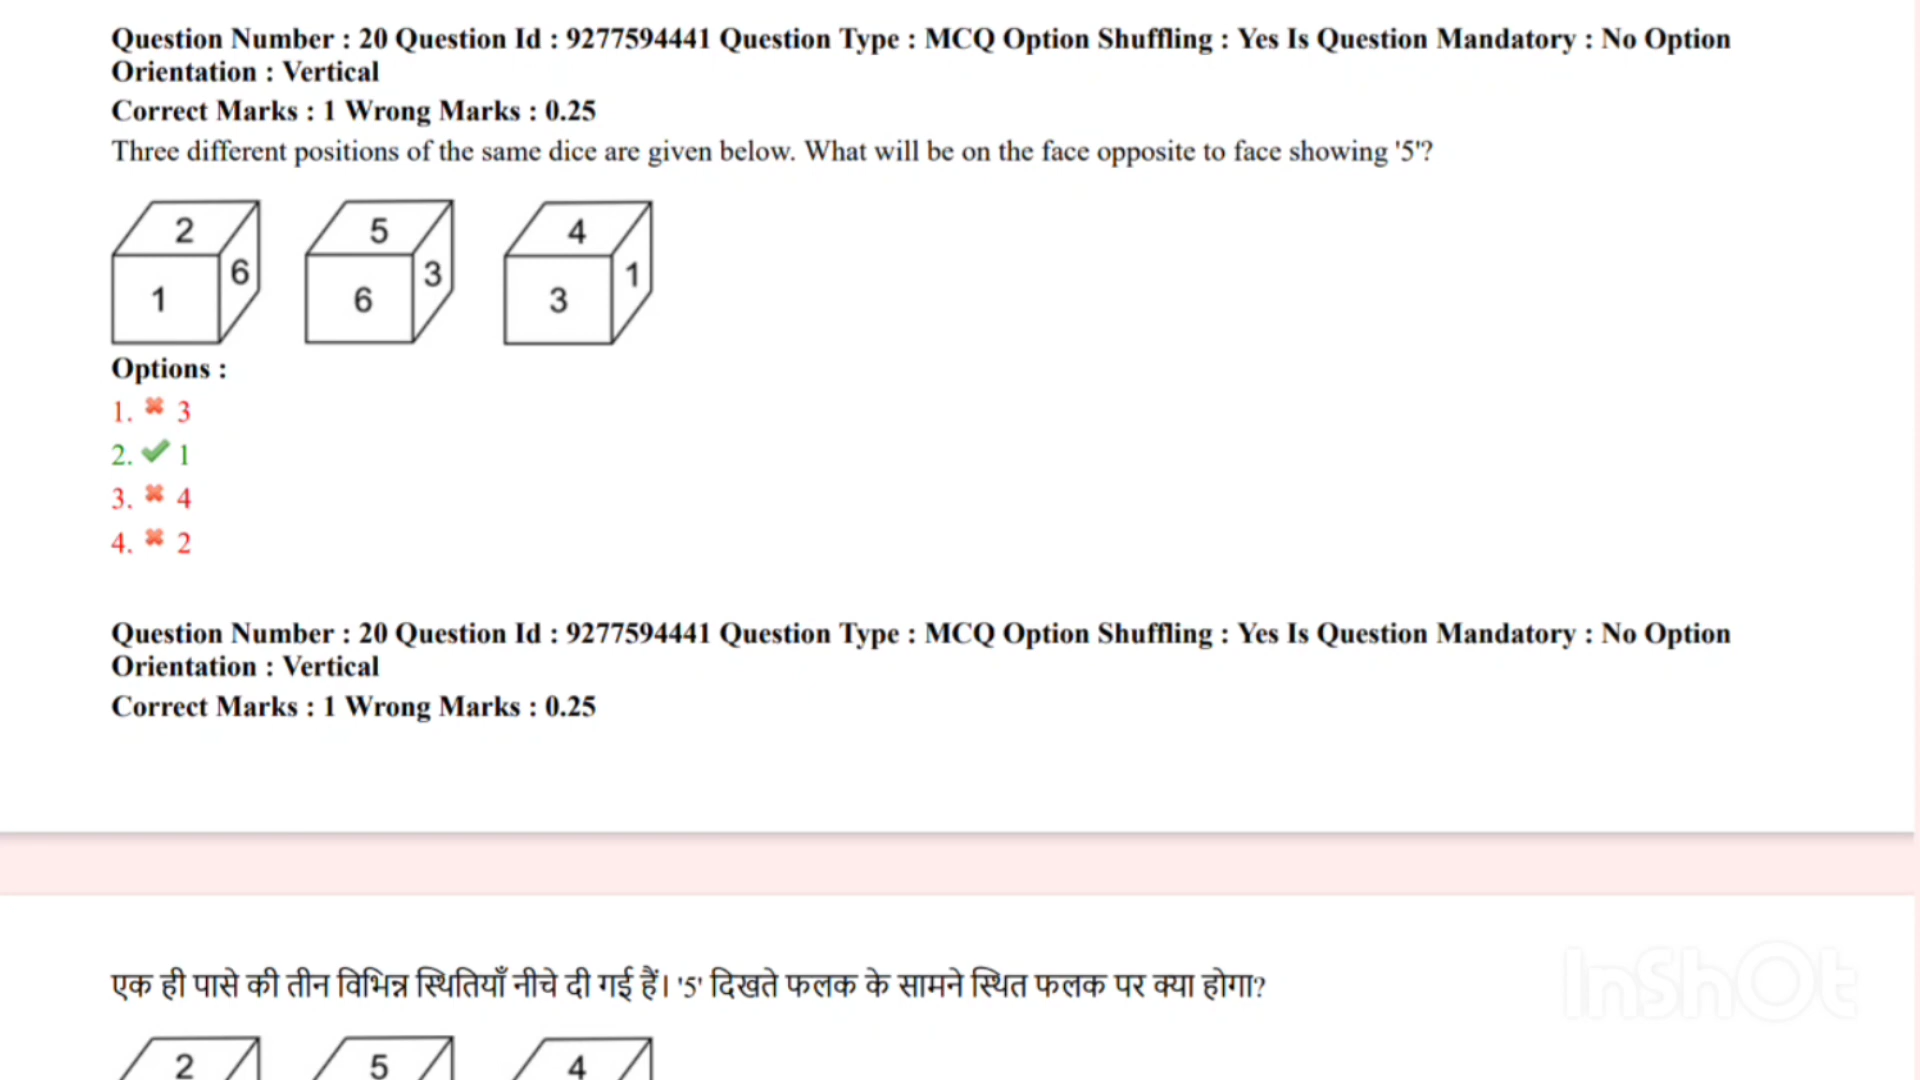 Question Number : 20 Question Id : 9277594441 Question Type : MCQ Option Shuffling : Yes Is Question Mandatory : No Option
Orientation : Vertical
Correct Marks : 1 Wrong Marks : 0.25
Three different positions of the same dice are given below. What will be on the face opposite to face showing '5'?
2 5 4
6 3 1
1 6 3
Options :
1. ✖ 3
2. ✔ 1
3. ✖ 4
4. ✖ 2
Question Number : 20 Question Id : 9277594441 Question Type : MCQ Option Shuffling : Yes Is Question Mandatory : No Option
Orientation : Vertical
Correct Marks : 1 Wrong Marks : 0.25
एक ही पासे की तीन विभिन्न स्थितियाँ नीचे दी गई हैं। '5' दिखते फलक के सामने स्थित फलक पर क्या होगा?
InShOt
2 5 4